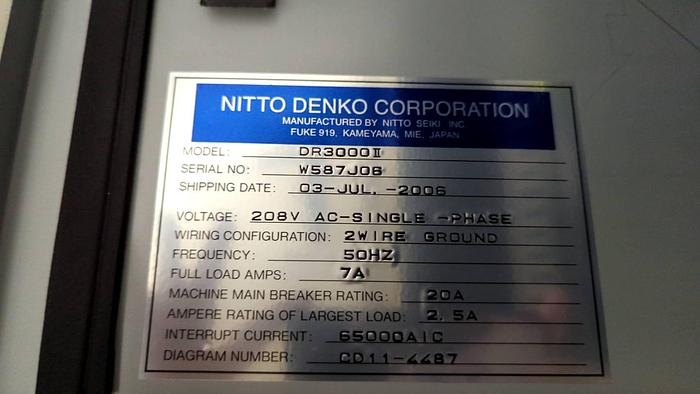 NITTO DENKO CORPORATION
MANUFACTURED BY NITTO SEIKI INC.
FUKE 919, KAMEYAMA, MIE, JAPAN
MODEL: DR3000Ⅱ
SERIAL NO: W587J06
SHIPPING DATE: 03-JUL. -2006
VOLTAGE: 208V AC-SINGLE -PHASE
WIRING CONFIGURATION: 2WIRE GROUND
FREQUENCY: 50HZ
FULL LOAD AMPS: 7A
MACHINE MAIN BREAKER RATING: 20A
AMPERE RATING OF LARGEST LOAD: 2.5A
INTERRUPT CURRENT: 65000AIC
DIAGRAM NUMBER: CD11-4487